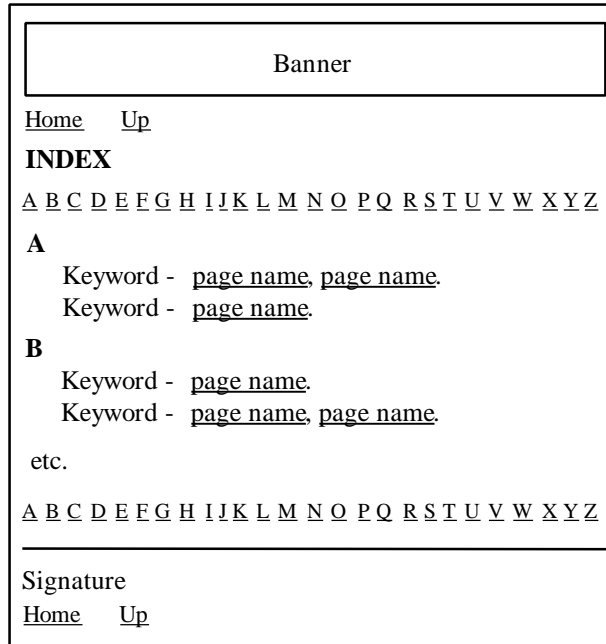 Banner
Home Up
INDEX
A B C D E F G H I J K L M N O P Q R S T U V W X Y Z
A
Keyword - page name, page name.
Keyword - page name.
B
Keyword - page name.
Keyword - page name, page name.
etc.
A B C D E F G H I J K L M N O P Q R S T U V W X Y Z
Signature
Home Up